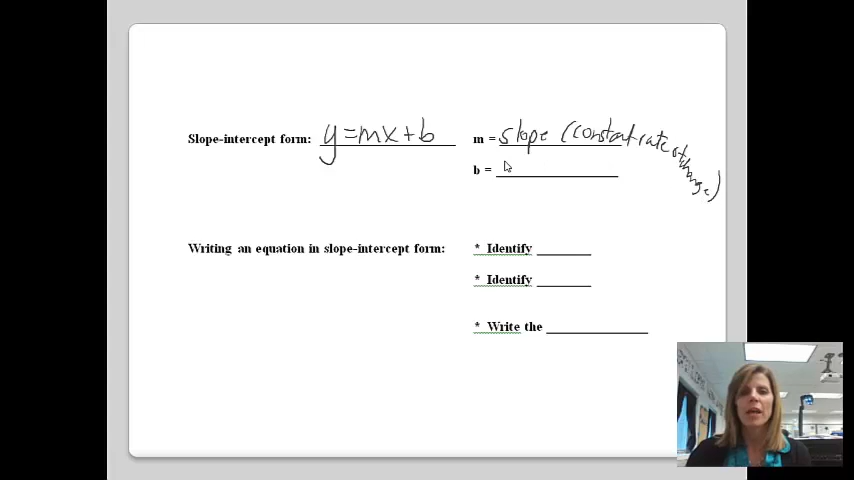 Slope-intercept form: y=mx+b m = slope (constant rate of change)
b =
Writing an equation in slope-intercept form: * Identify
* Identify
* Write the